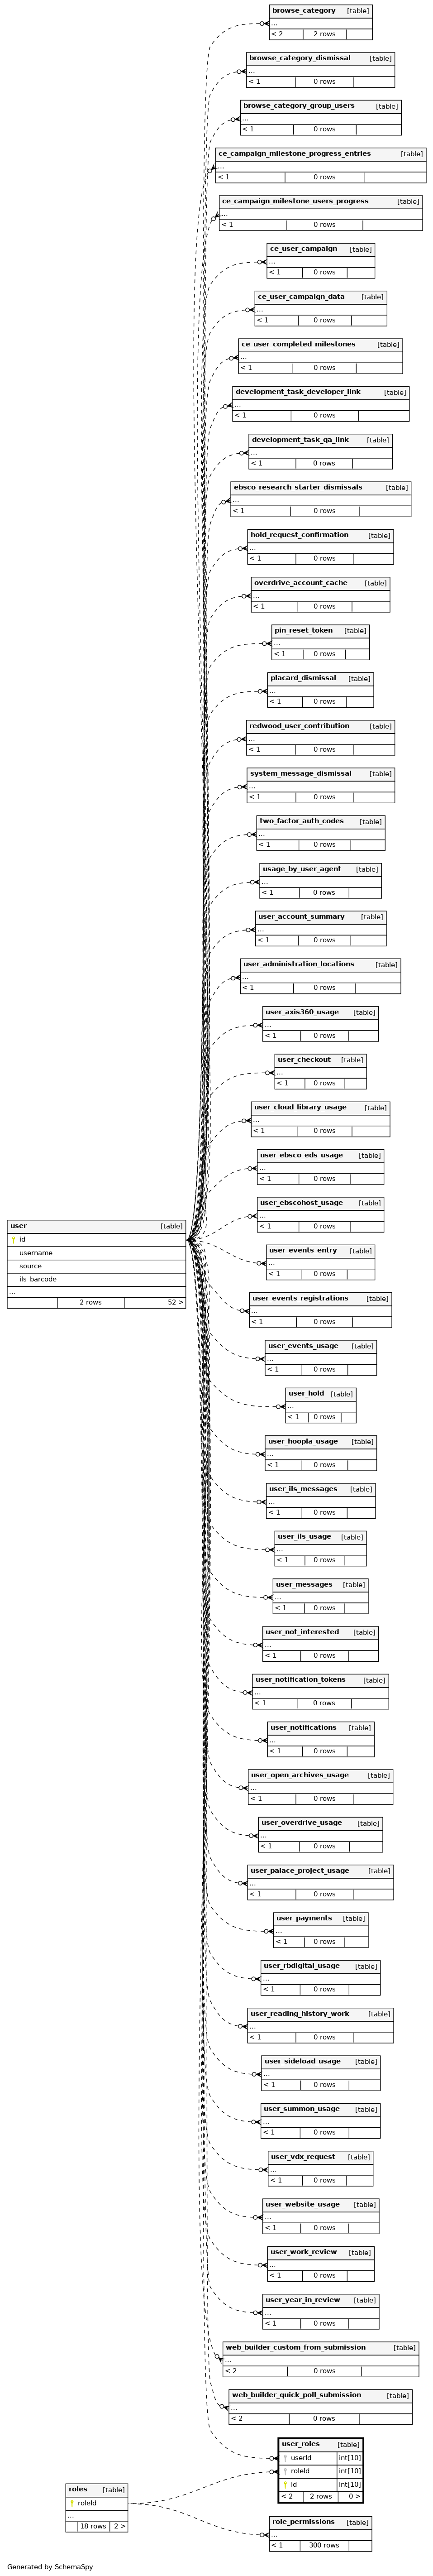 browse_category [table]
...
< 2 2 rows
browse_category_dismissal [table]
...
< 1 0 rows
browse_category_group_users [table]
...
< 1 0 rows
ce_campaign_milestone_progress_entries [table]
...
< 1 0 rows
ce_campaign_milestone_users_progress [table]
...
< 1 0 rows
ce_user_campaign [table]
...
< 1 0 rows
ce_user_campaign_data [table]
...
< 1 0 rows
ce_user_completed_milestones [table]
...
< 1 0 rows
development_task_developer_link [table]
...
< 1 0 rows
development_task_qa_link [table]
...
< 1 0 rows
ebsco_research_starter_dismissals [table]
...
< 1 0 rows
hold_request_confirmation [table]
...
< 1 0 rows
overdrive_account_cache [table]
...
< 1 0 rows
pin_reset_token [table]
...
< 1 0 rows
placard_dismissal [table]
...
< 1 0 rows
redwood_user_contribution [table]
...
< 1 0 rows
system_message_dismissal [table]
...
< 1 0 rows
two_factor_auth_codes [table]
...
< 1 0 rows
usage_by_user_agent [table]
...
< 1 0 rows
user_account_summary [table]
...
< 1 0 rows
user_administration_locations [table]
...
< 1 0 rows
user_axis360_usage [table]
...
< 1 0 rows
user_checkout [table]
...
< 1 0 rows
user_cloud_library_usage [table]
...
< 1 0 rows
user_ebsco_eds_usage [table]
...
< 1 0 rows
user_ebscohost_usage [table]
...
< 1 0 rows
user [table]
id
username
source
ils_barcode
...
2 rows 52 >
user_events_entry [table]
...
< 1 0 rows
user_events_registrations [table]
...
< 1 0 rows
user_events_usage [table]
...
< 1 0 rows
user_hold [table]
...
< 1 0 rows
user_hoopla_usage [table]
...
< 1 0 rows
user_ils_messages [table]
...
< 1 0 rows
user_ils_usage [table]
...
< 1 0 rows
user_messages [table]
...
< 1 0 rows
user_not_interested [table]
...
< 1 0 rows
user_notification_tokens [table]
...
< 1 0 rows
user_notifications [table]
...
< 1 0 rows
user_open_archives_usage [table]
...
< 1 0 rows
user_overdrive_usage [table]
...
< 1 0 rows
user_palace_project_usage [table]
...
< 1 0 rows
user_payments [table]
...
< 1 0 rows
user_rbdigital_usage [table]
...
< 1 0 rows
user_reading_history_work [table]
...
< 1 0 rows
user_sideload_usage [table]
...
< 1 0 rows
user_summon_usage [table]
...
< 1 0 rows
user_vdx_request [table]
...
< 1 0 rows
user_website_usage [table]
...
< 1 0 rows
user_work_review [table]
...
< 1 0 rows
user_year_in_review [table]
...
< 1 0 rows
web_builder_custom_from_submission [table]
...
< 2 0 rows
web_builder_quick_poll_submission [table]
...
< 2 0 rows
user_roles [table]
userId int[10]
roleId int[10]
id int[10]
< 2 2 rows 0 >
roles [table]
roleId
...
18 rows 2 >
role_permissions [table]
...
< 1 300 rows
Generated by SchemaSpy